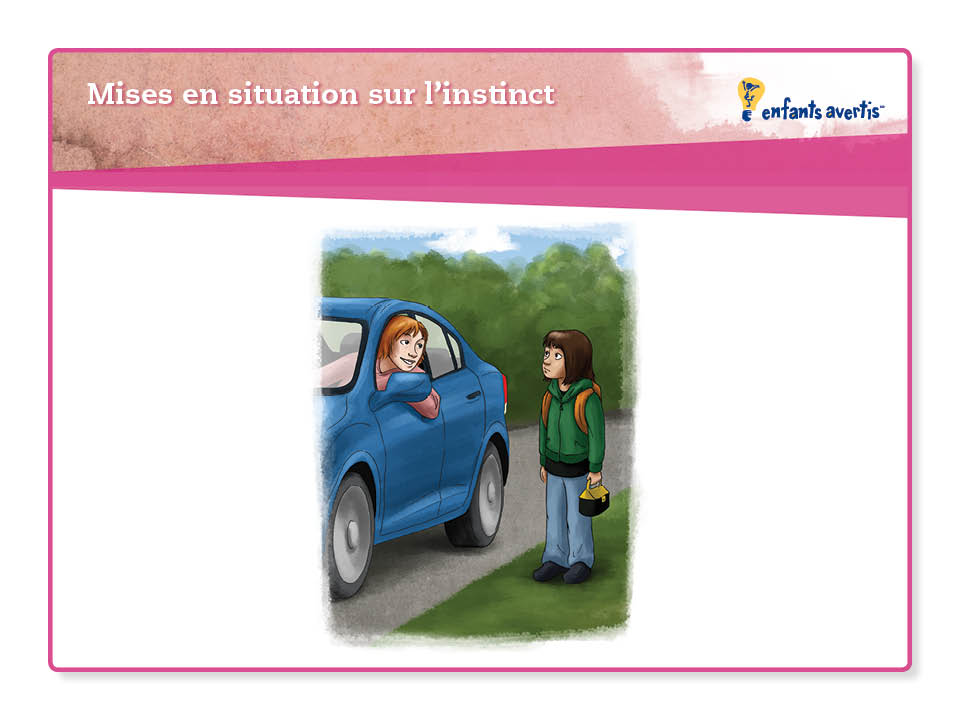 Mises en situation sur l’instinct
enfants avertis